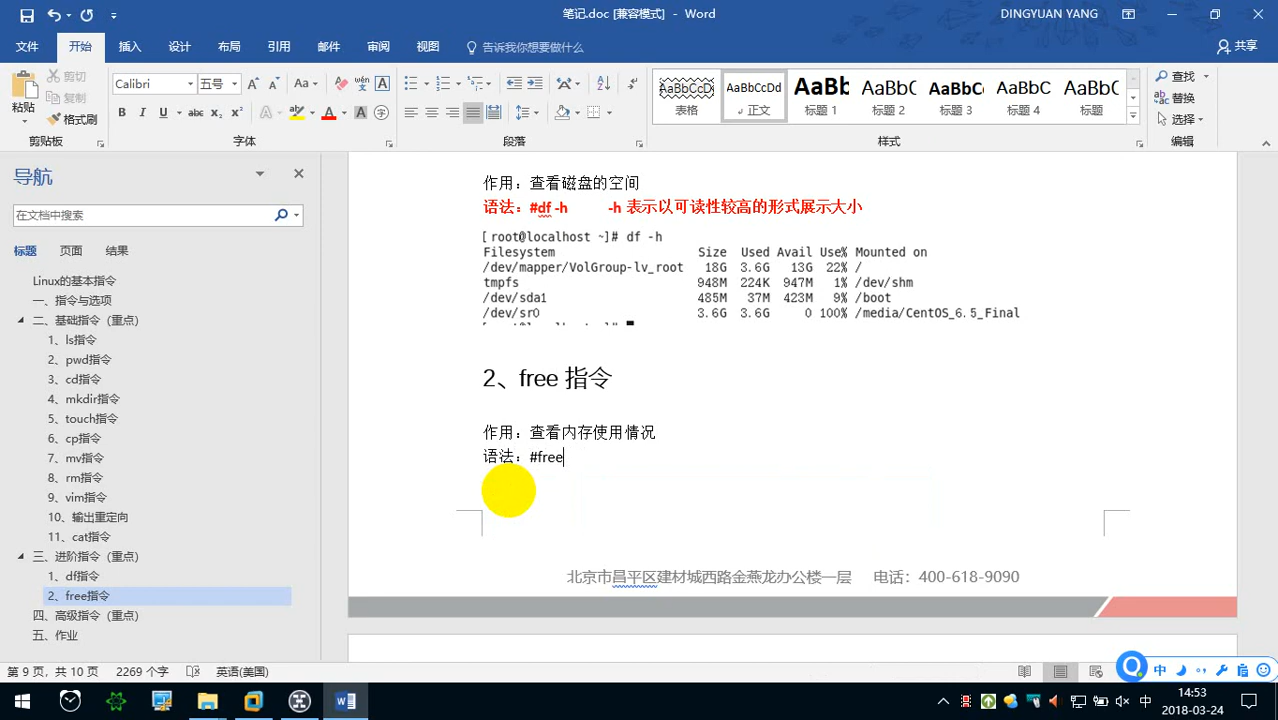 笔记.doc [兼容模式] - Word
DINGYUAN YANG
文件 开始 插入 设计 布局 引用 邮件 审阅 视图 告诉我你想要做什么 共享
粘贴 剪切 复制 格式刷
Calibri 五号
AaBbCcDd 表格
AaBbCcDd 正文
AaBb 标题 1
AaBbC 标题 2
AaBbC 标题 3
AaBbC 标题 4
AaBbC 标题
查找
替换
选择
剪贴板 字体 段落 样式 编辑
导航
在文档中搜索
标题 页面 结果
Linux的基本指令
一、指令与选项
二、基础指令（重点）
1、ls指令
2、pwd指令
3、cd指令
4、mkdir指令
5、touch指令
6、cp指令
7、mv指令
8、rm指令
9、vim指令
10、输出重定向
11、cat指令
三、进阶指令（重点）
1、df指令
2、free指令
四、高级指令（重点）
五、作业
作用：查看磁盘的空间
语法：#df -h -h 表示以可读性较高的形式展示大小
[root@localhost ~]# df -h
Filesystem Size Used Avail Use% Mounted on
/dev/mapper/VolGroup-lv_root 18G 3.6G 13G 22% /
tmpfs 948M 224K 947M 1% /dev/shm
/dev/sda1 485M 37M 423M 9% /boot
/dev/sr0 3.6G 3.6G 0 100% /media/CentOS_6.5_Final
2、free 指令
作用：查看内存使用情况
语法：#free
北京市昌平区建材城西路金燕龙办公楼一层 电话：400-618-9090
第 9 页，共 10 页 2269 个字 英语(美国)
中
中 14:53
2018-03-24